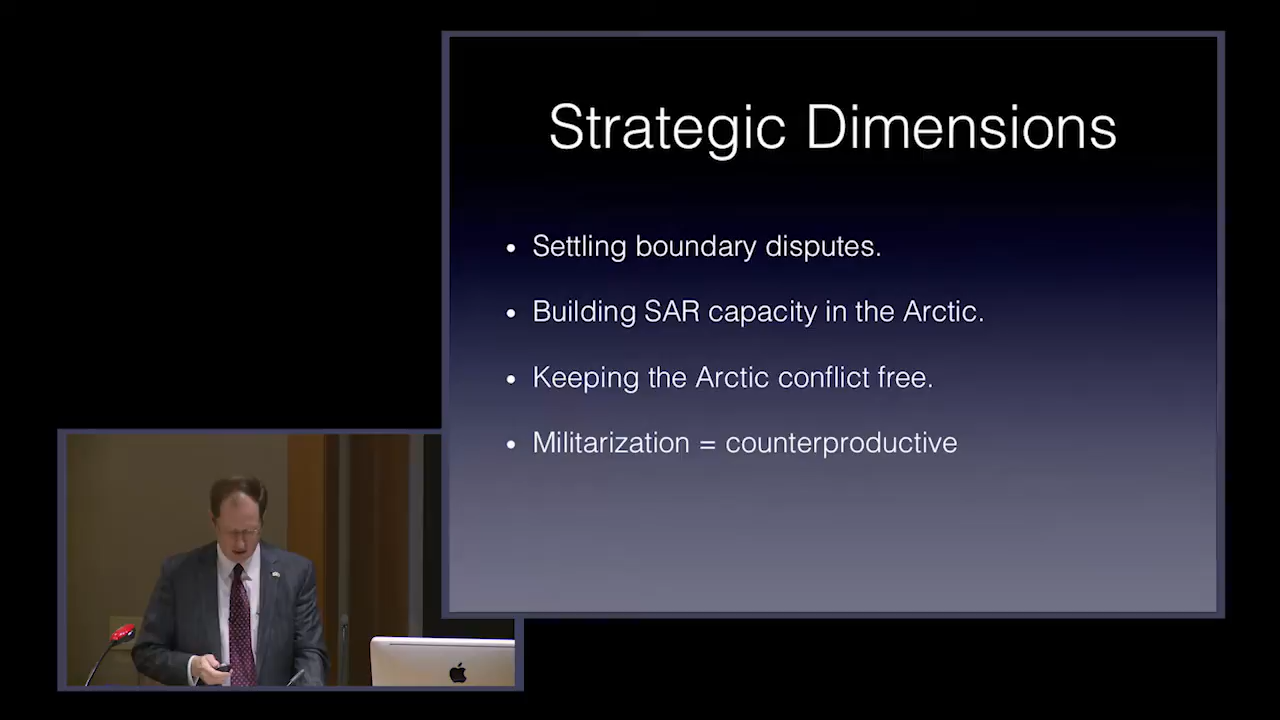 Strategic Dimensions
• Settling boundary disputes.
• Building SAR capacity in the Arctic.
• Keeping the Arctic conflict free.
• Militarization = counterproductive